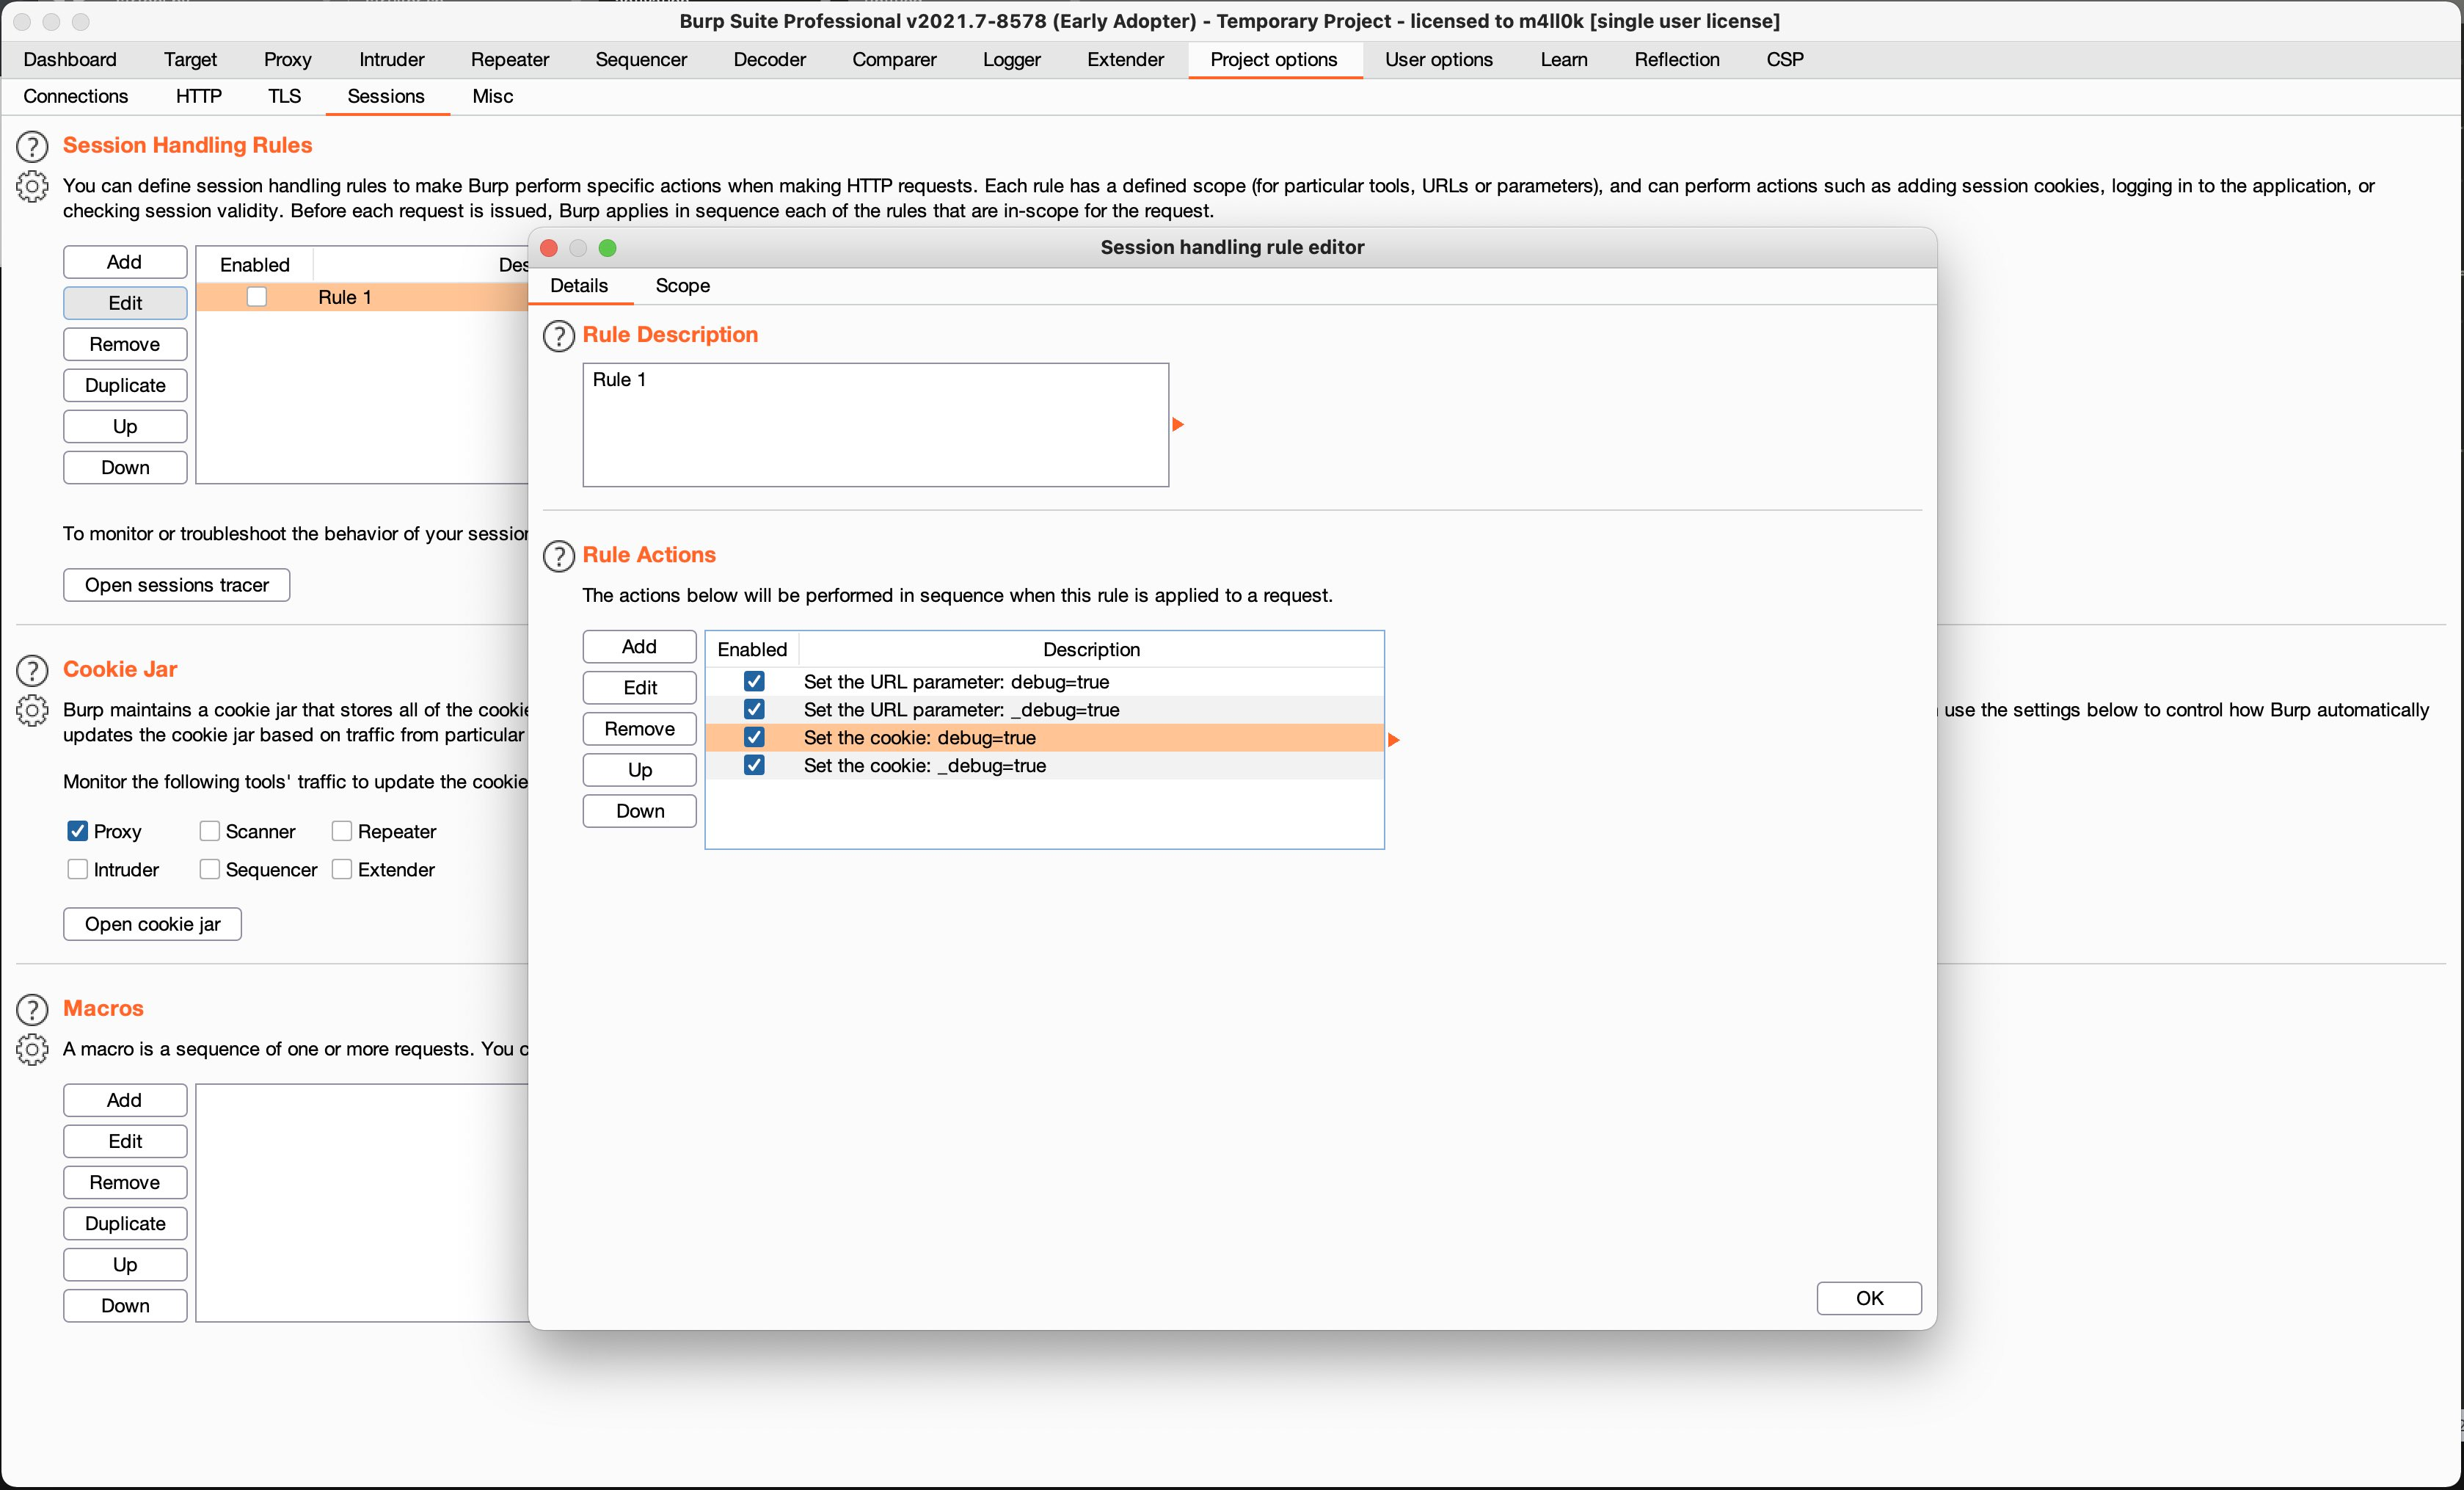 Burp Suite Professional v2021.7-8578 (Early Adopter) - Temporary Project - licensed to m4ll0k [single user license]
Dashboard Target Proxy Intruder Repeater Sequencer Decoder Comparer Logger Extender Project options User options Learn Reflection CSP
Connections HTTP TLS Sessions Misc
? Session Handling Rules
You can define session handling rules to make Burp perform specific actions when making HTTP requests. Each rule has a defined scope (for particular tools, URLs or parameters), and can perform actions such as adding session cookies, logging in to the application, or
checking session validity. Before each request is issued, Burp applies in sequence each of the rules that are in-scope for the request.
Add
Edit
Remove
Duplicate
Up
Down
Enabled Des
Rule 1
To monitor or troubleshoot the behavior of your session
Open sessions tracer
? Cookie Jar
Burp maintains a cookie jar that stores all of the cookie
use the settings below to control how Burp automatically
updates the cookie jar based on traffic from particular
Monitor the following tools' traffic to update the cookie
Proxy Scanner Repeater
Intruder Sequencer Extender
Open cookie jar
? Macros
A macro is a sequence of one or more requests. You c
Add
Edit
Remove
Duplicate
Up
Down
Session handling rule editor
Details Scope
? Rule Description
Rule 1
? Rule Actions
The actions below will be performed in sequence when this rule is applied to a request.
Add
Edit
Remove
Up
Down
Enabled Description
Set the URL parameter: debug=true
Set the URL parameter: _debug=true
Set the cookie: debug=true
Set the cookie: _debug=true
OK